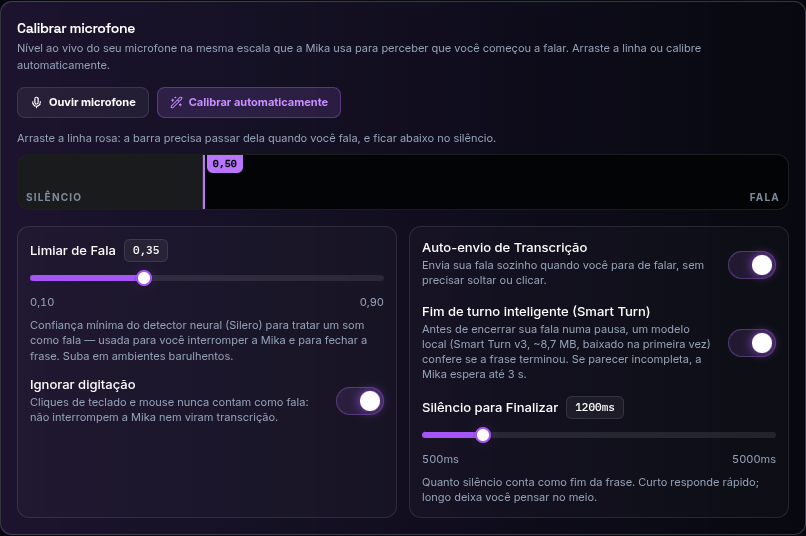 Calibrar microfone
Nível ao vivo do seu microfone na mesma escala que a Mika usa para perceber que você começou a falar. Arraste a linha ou calibre
automaticamente.
Ouvir microfone
Calibrar automaticamente
Arraste a linha rosa: a barra precisa passar dela quando você fala, e ficar abaixo no silêncio.
0,50
SILÊNCIO
FALA
Limiar de Fala
0,35
0,10
0,90
Confiança mínima do detector neural (Silero) para tratar um som
como fala — usada para você interromper a Mika e para fechar a
frase. Suba em ambientes barulhentos.
Ignorar digitação
Cliques de teclado e mouse nunca contam como fala:
não interrompem a Mika nem viram transcrição.
Auto-envio de Transcrição
Envia sua fala sozinho quando você para de falar, sem
precisar soltar ou clicar.
Fim de turno inteligente (Smart Turn)
Antes de encerrar sua fala numa pausa, um modelo
local (Smart Turn v3, ~8,7 MB, baixado na primeira vez)
confere se a frase terminou. Se parecer incompleta, a
Mika espera até 3 s.
Silêncio para Finalizar
1200ms
500ms
5000ms
Quanto silêncio conta como fim da frase. Curto responde rápido;
longo deixa você pensar no meio.